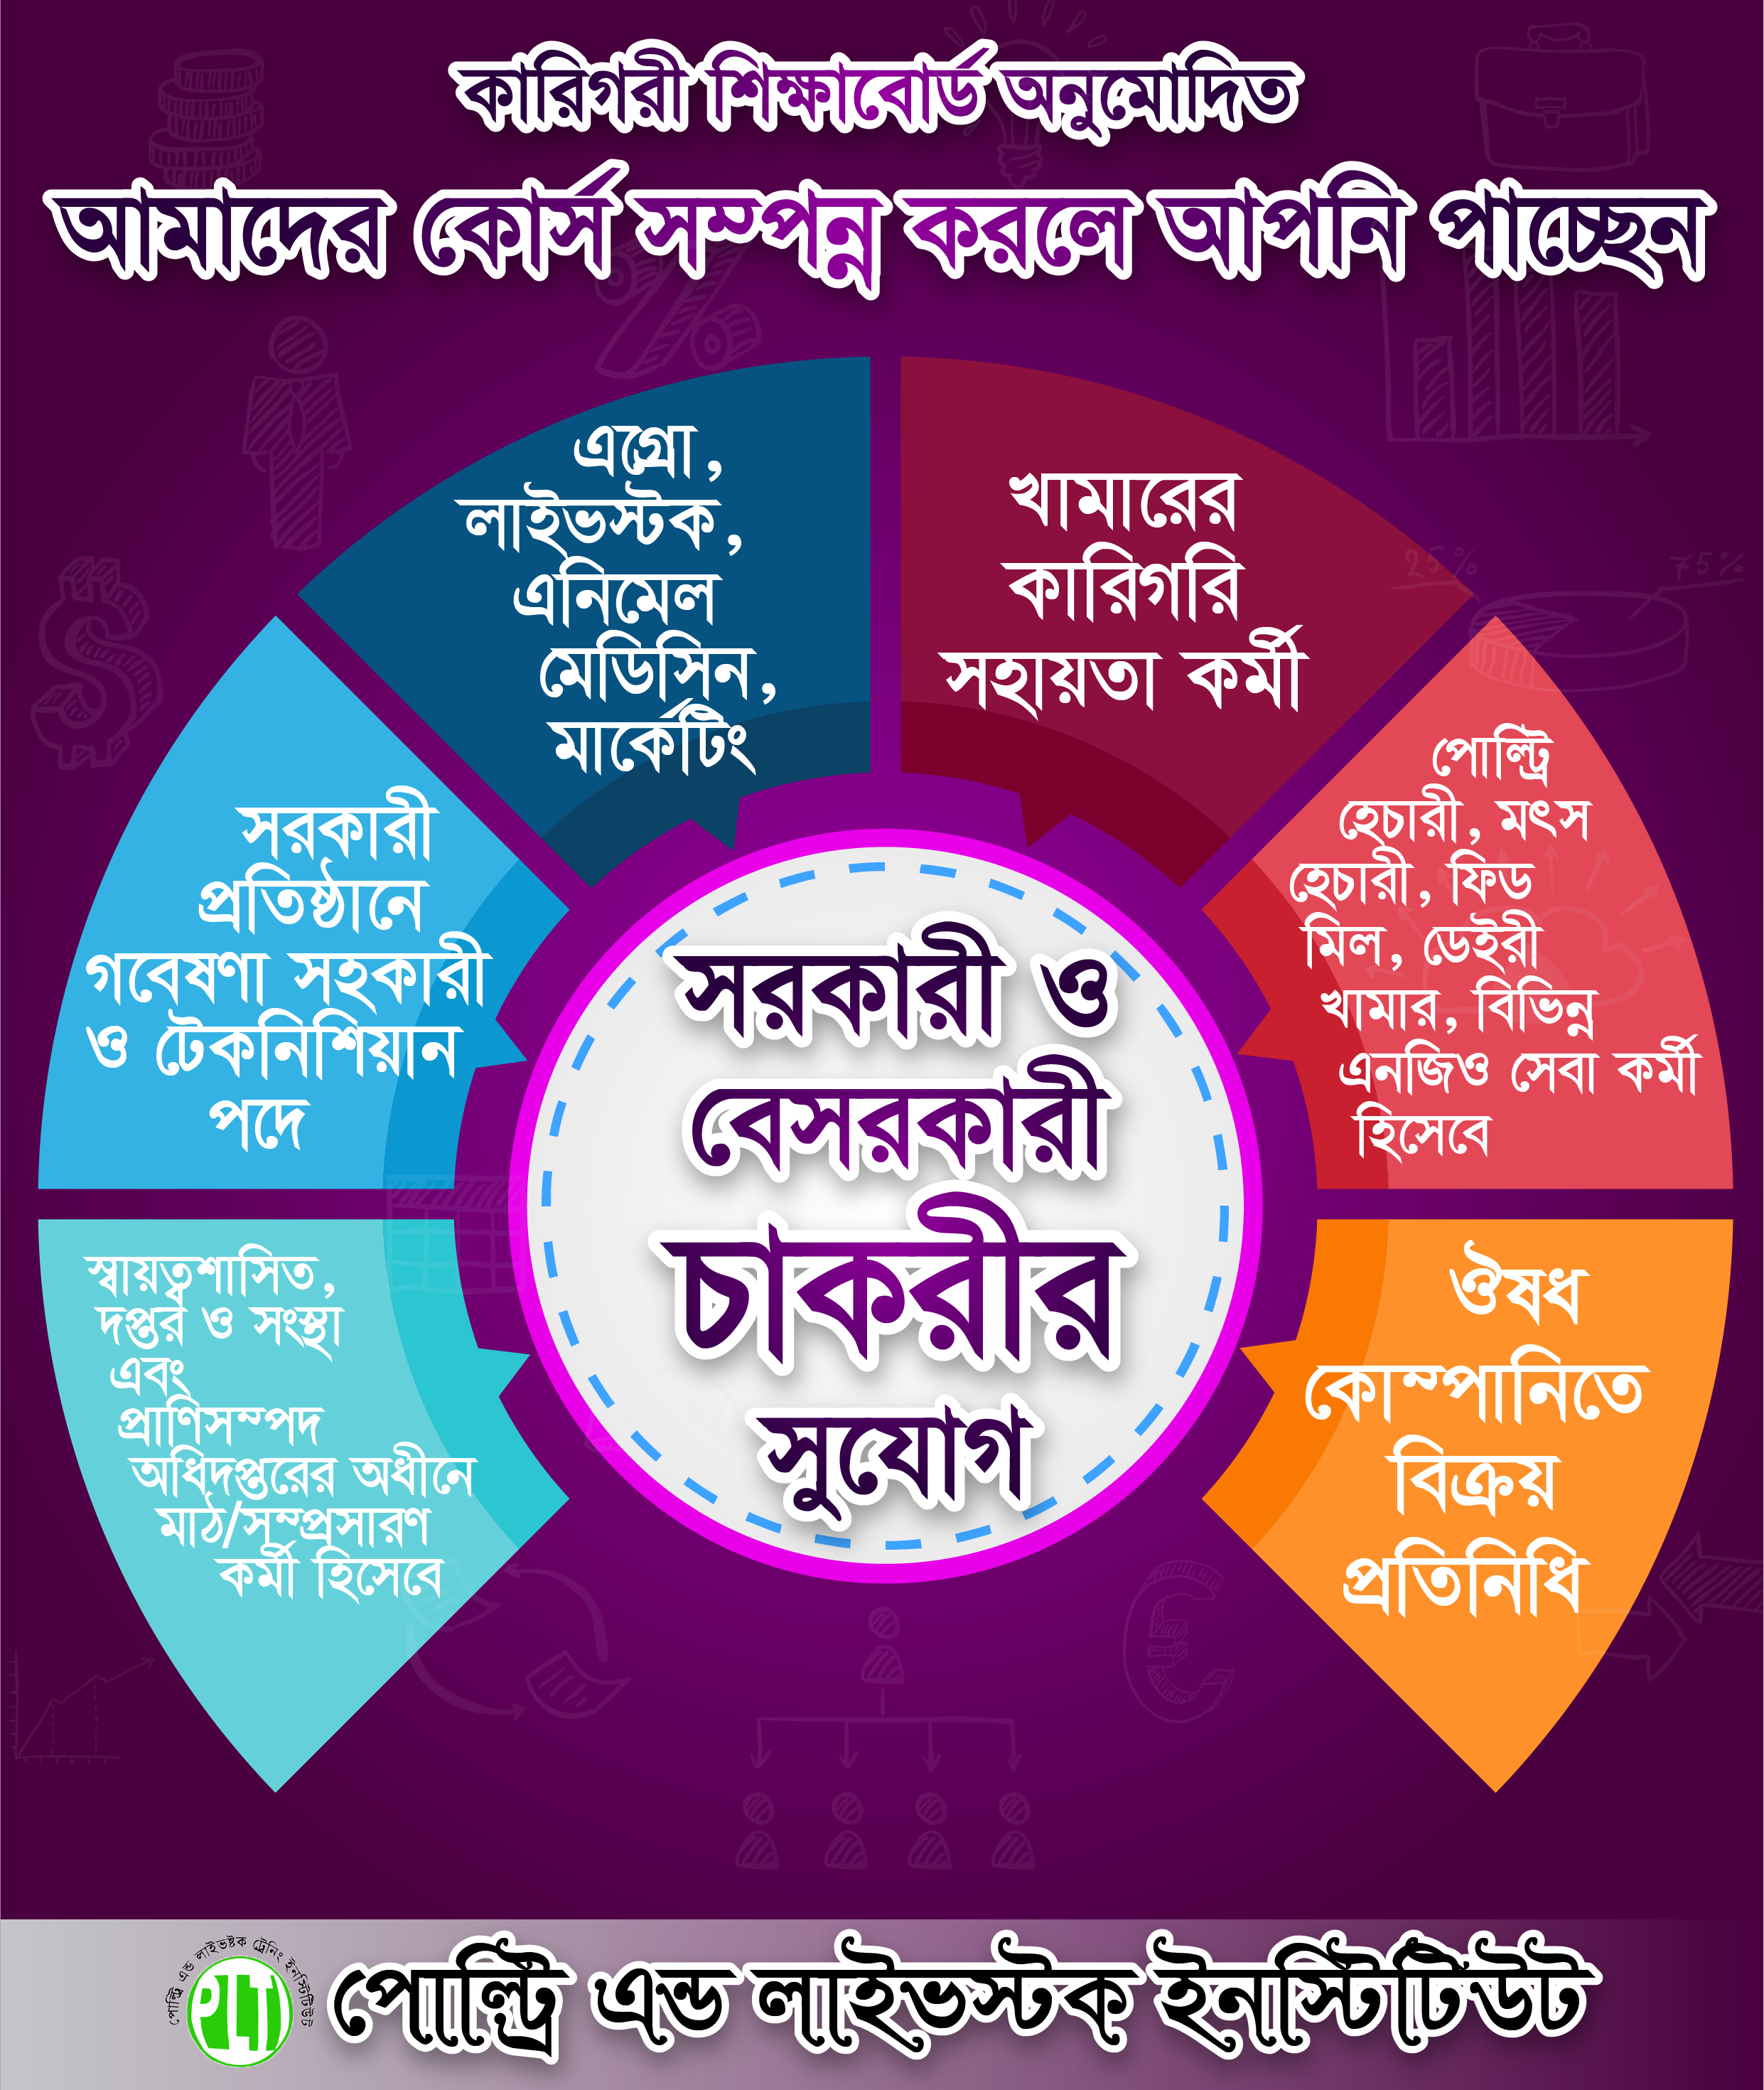 কারিগরী শিক্ষাবোর্ড অনুমোদিত
আমাদের কোর্স সম্পন্ন করলে আপনি পাচ্ছেন
এগ্রো,
লাইভস্টক,
এনিমেল
মেডিসিন,
মার্কেটিং
খামারের
কারিগরি
সহায়তা কর্মী
25%
75%
সরকারী
প্রতিষ্ঠানে
গবেষণা সহকারী
ও টেকনিশিয়ান
পদে
পোল্ট্রি
হেচারী, মৎস
হেচারী, ফিড
মিল, ডেইরী
খামার, বিভিন্ন
এনজিও সেবা কর্মী
হিসেবে
সরকারী ও
বেসরকারী
চাকরীর
সুযোগ
স্বায়ত্বশাসিত,
দপ্তর ও সংস্থা
এবং
প্রাণিসম্পদ
অধিদপ্তরের অধীনে
মাঠ/সম্প্রসারণ
কর্মী হিসেবে
ঔষধ
কোম্পানিতে
বিক্রয়
প্রতিনিধি
পোল্ট্রি এন্ড লাইভষ্টক ট্রেনিং ইনস্টিটিউট
PLTI
পোল্ট্রি এন্ড লাইভস্টক ইনস্টিটিউট